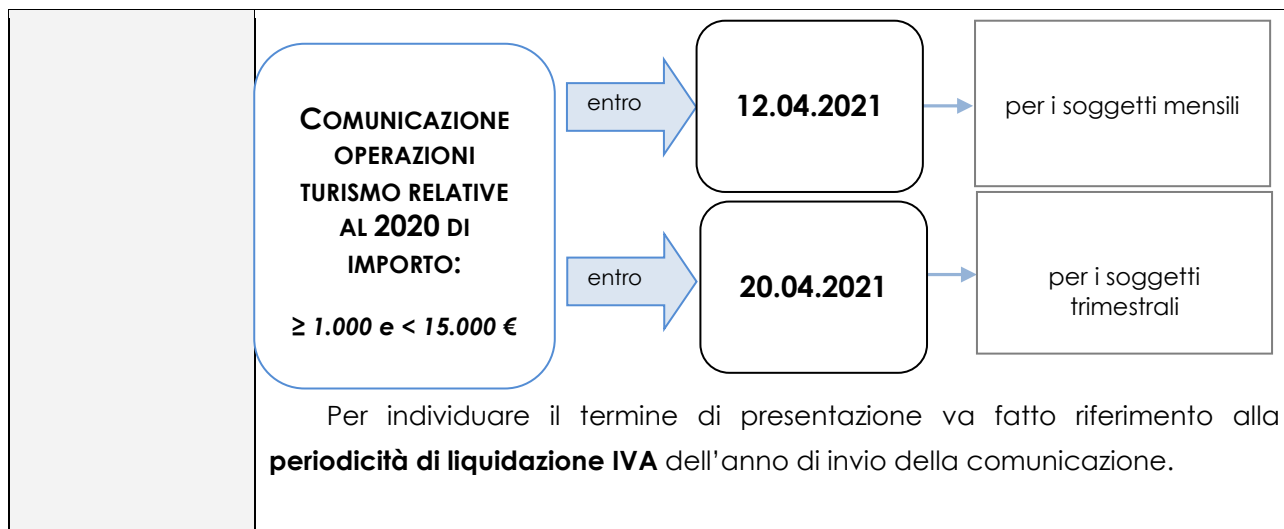 COMUNICAZIONE
OPERAZIONI
TURISMO RELATIVE
AL 2020 DI
IMPORTO:
≥ 1.000 e < 15.000 €
entro
12.04.2021
per i soggetti mensili
entro
20.04.2021
per i soggetti
trimestrali
Per individuare il termine di presentazione va fatto riferimento alla
periodicità di liquidazione IVA dell’anno di invio della comunicazione.